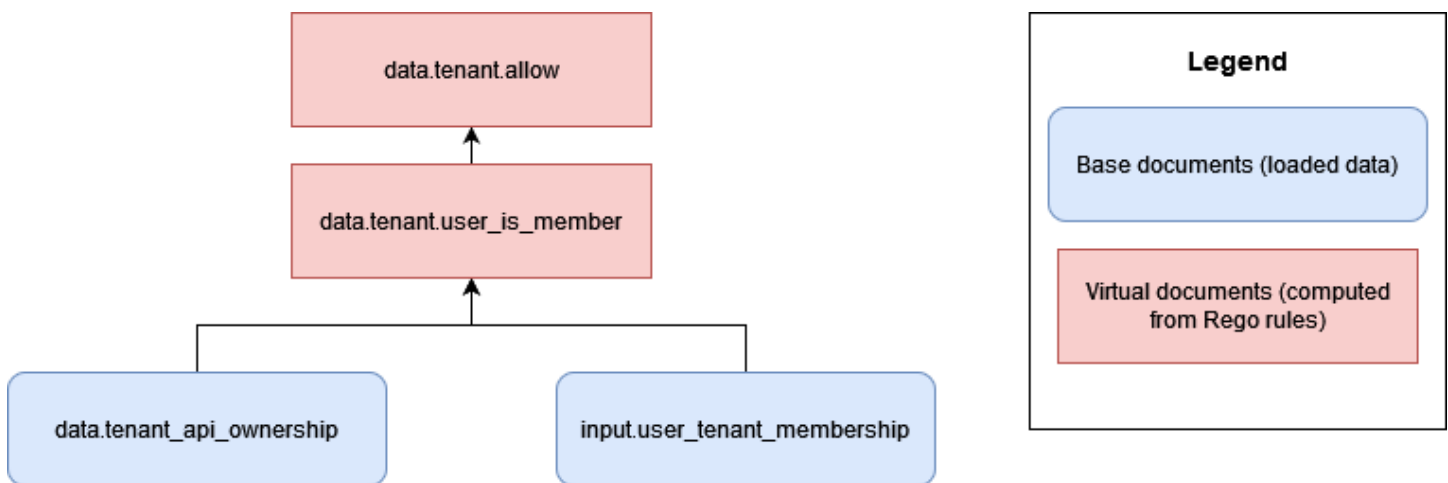 data.tenant.allow
data.tenant.user_is_member
data.tenant_api_ownership
input.user_tenant_membership
Legend
Base documents (loaded data)
Virtual documents (computed
from Rego rules)